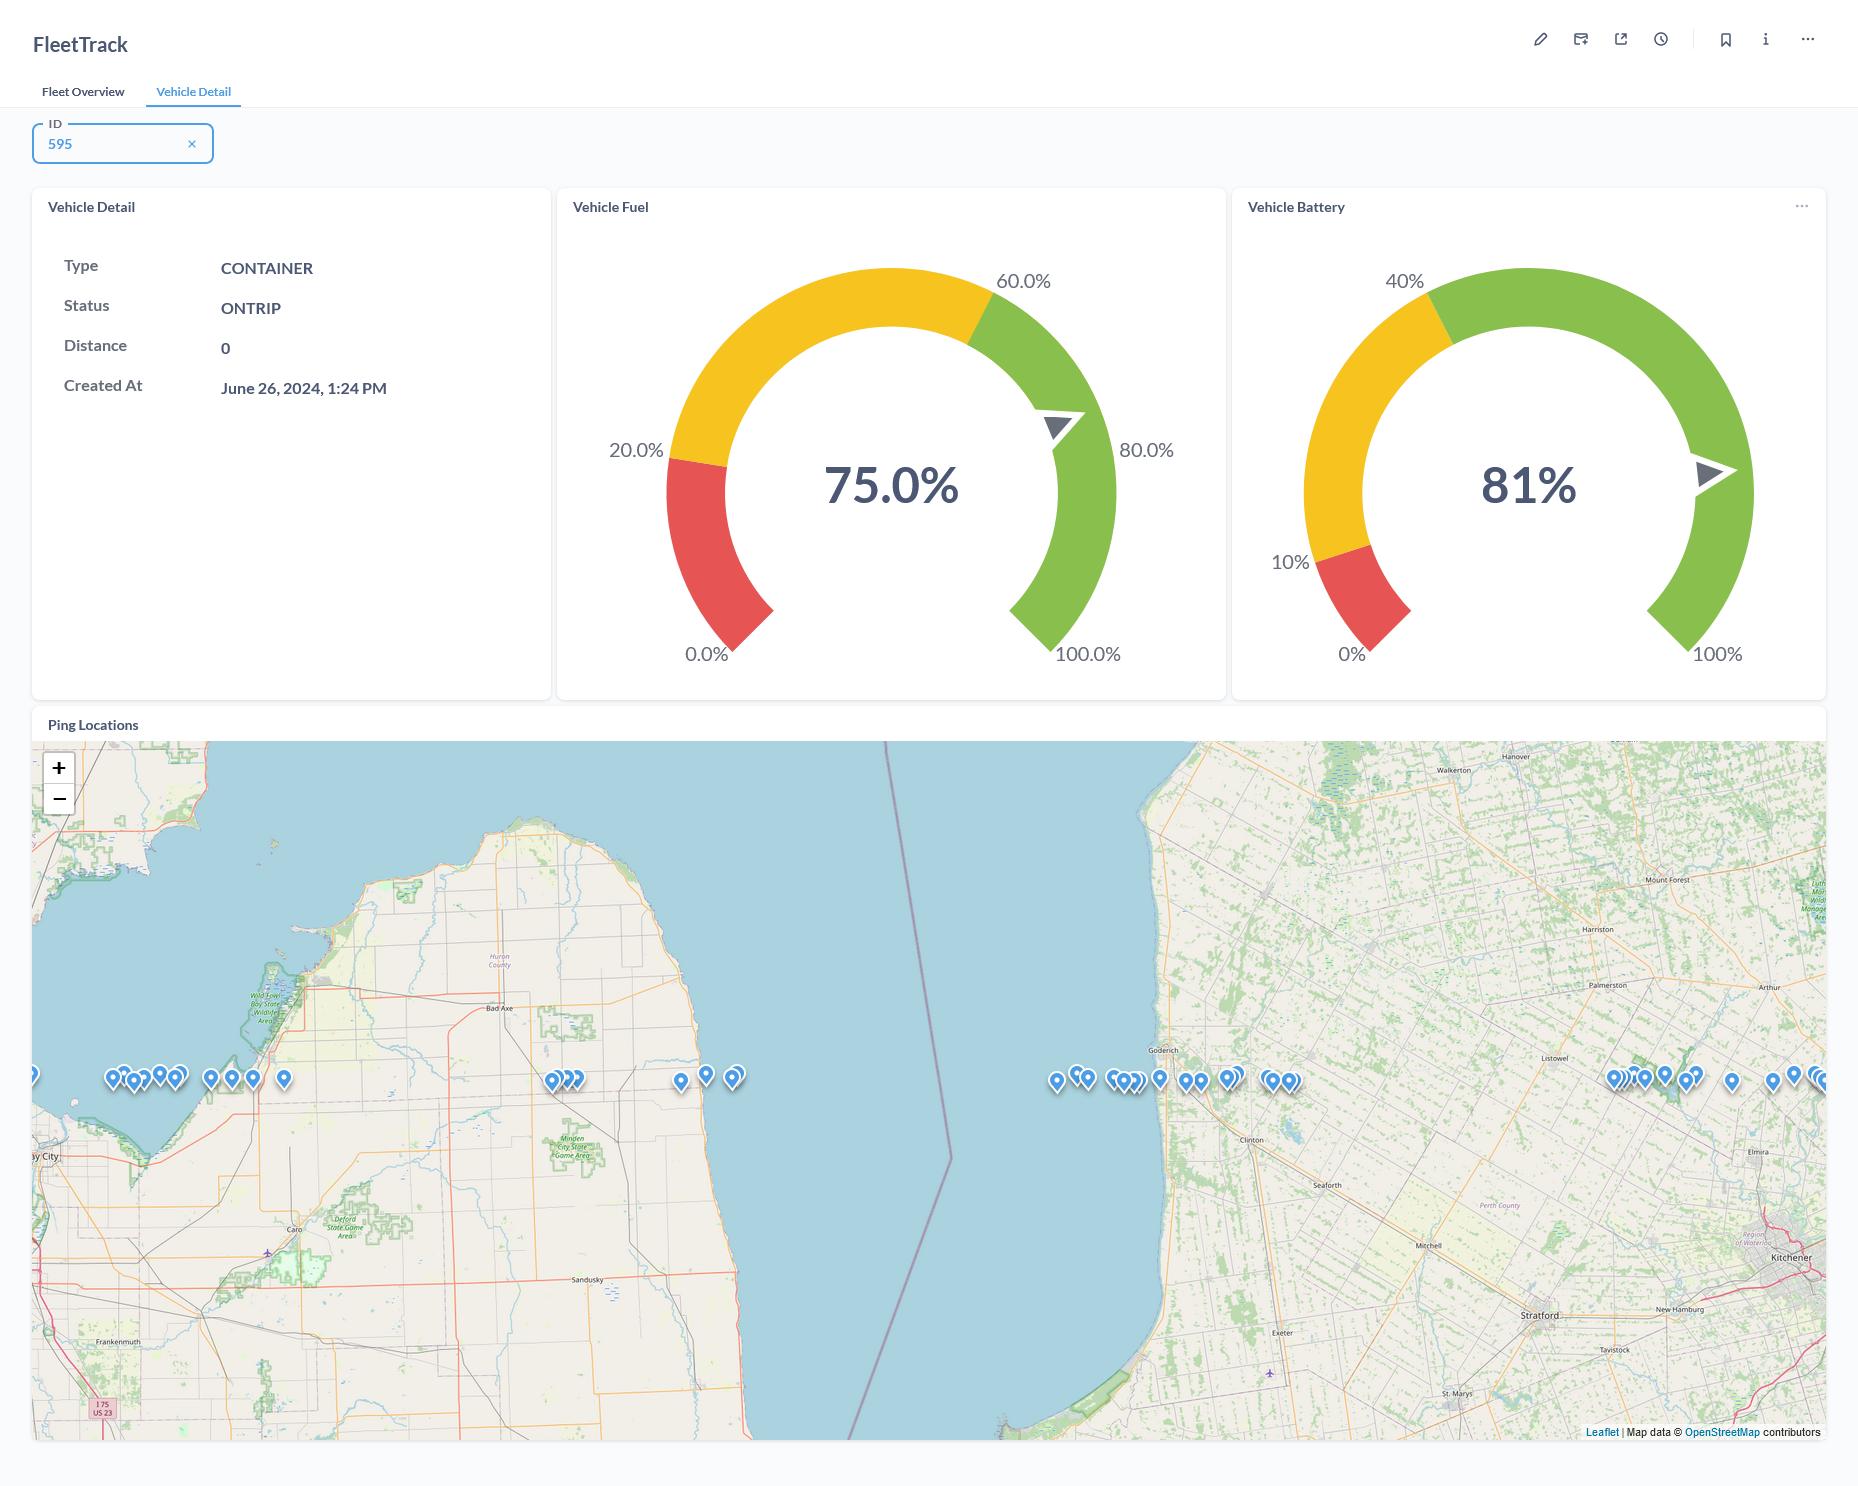 FleetTrack
Fleet Overview
Vehicle Detail
ID
595
Vehicle Detail
Type
CONTAINER
Status
ONTRIP
Distance
0
Created At
June 26, 2024, 1:24 PM
Vehicle Fuel
0.0%
20.0%
60.0%
80.0%
100.0%
75.0%
Vehicle Battery
0%
10%
40%
100%
81%
Ping Locations
+
−
Hanover
Walkerton
Mount Forest
Harriston
Huron
County
Wild Fowl
Bay State
Wildlife
Area
Bad Axe
Palmerston
Arthur
Goderich
Listowel
Clinton
Minden
City State
Game Area
ay City
Elmira
Seaforth
Perth County
Deford
State Game
Area
Caro
Mitchell
Region
of Waterloo
Kitchener
Sandusky
New Hamburg
Stratford
Exeter
Frankenmuth
Tavistock
St. Marys
I 75
US 23
Leaflet | Map data © OpenStreetMap contributors